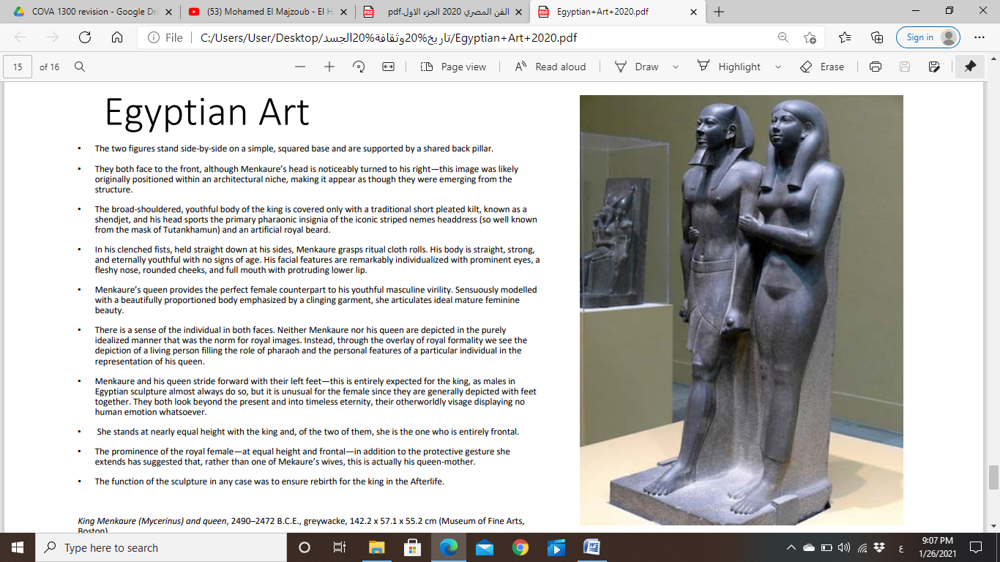 COVA 1300 revision - Google Dri
(53) Mohamed El Majzoub - El H
الفن المصري 2020 الجزء الاول.pdf
Egyptian+Art+2020.pdf
File
C:/Users/User/Desktop/تاريخ%20وثقافة%20الجسد/Egyptian+Art+2020.pdf
Sign in
15
of 16
Page view
Read aloud
Draw
Highlight
Erase
Egyptian Art
• The two figures stand side-by-side on a simple, squared base and are supported by a shared back pillar.
• They both face to the front, although Menkaure's head is noticeably turned to his right—this image was likely
originally positioned within an architectural niche, making it appear as though they were emerging from the
structure.
• The broad-shouldered, youthful body of the king is covered only with a traditional short pleated kilt, known as a
shendjet, and his head sports the primary pharaonic insignia of the iconic striped nemes headdress (so well known
from the mask of Tutankhamun) and an artificial royal beard.
• In his clenched fists, held straight down at his sides, Menkaure grasps ritual cloth rolls. His body is straight, strong,
and eternally youthful with no signs of age. His facial features are remarkably individualized with prominent eyes, a
fleshy nose, rounded cheeks, and full mouth with protruding lower lip.
• Menkaure's queen provides the perfect female counterpart to his youthful masculine virility. Sensuously modelled
with a beautifully proportioned body emphasized by a clinging garment, she articulates ideal mature feminine
beauty.
• There is a sense of the individual in both faces. Neither Menkaure nor his queen are depicted in the purely
idealized manner that was the norm for royal images. Instead, through the overlay of royal formality we see the
depiction of a living person filling the role of pharaoh and the personal features of a particular individual in the
representation of his queen.
• Menkaure and his queen stride forward with their left feet—this is entirely expected for the king, as males in
Egyptian sculpture almost always do so, but it is unusual for the female since they are generally depicted with feet
together. They both look beyond the present and into timeless eternity, their otherworldly visage displaying no
human emotion whatsoever.
• She stands at nearly equal height with the king and, of the two of them, she is the one who is entirely frontal.
• The prominence of the royal female—at equal height and frontal—in addition to the protective gesture she
extends has suggested that, rather than one of Mekaure's wives, this is actually his queen-mother.
• The function of the sculpture in any case was to ensure rebirth for the king in the Afterlife.
King Menkaure (Mycerinus) and queen, 2490–2472 B.C.E., greywacke, 142.2 x 57.1 x 55.2 cm (Museum of Fine Arts,
Boston)
Type here to search
ع
9:07 PM
1/26/2021